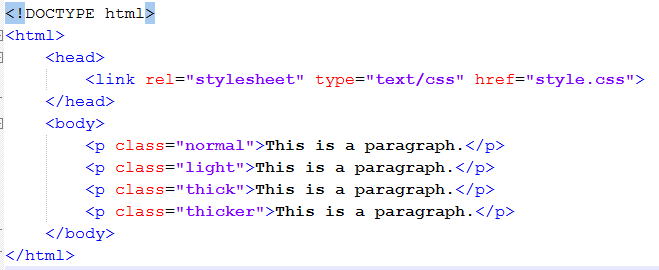 <!DOCTYPE html>
<html>
    <head>
        <link rel="stylesheet" type="text/css" href="style.css">
    </head>
    <body>
        <p class="normal">This is a paragraph.</p>
        <p class="light">This is a paragraph.</p>
        <p class="thick">This is a paragraph.</p>
        <p class="thicker">This is a paragraph.</p>
    </body>
</html>